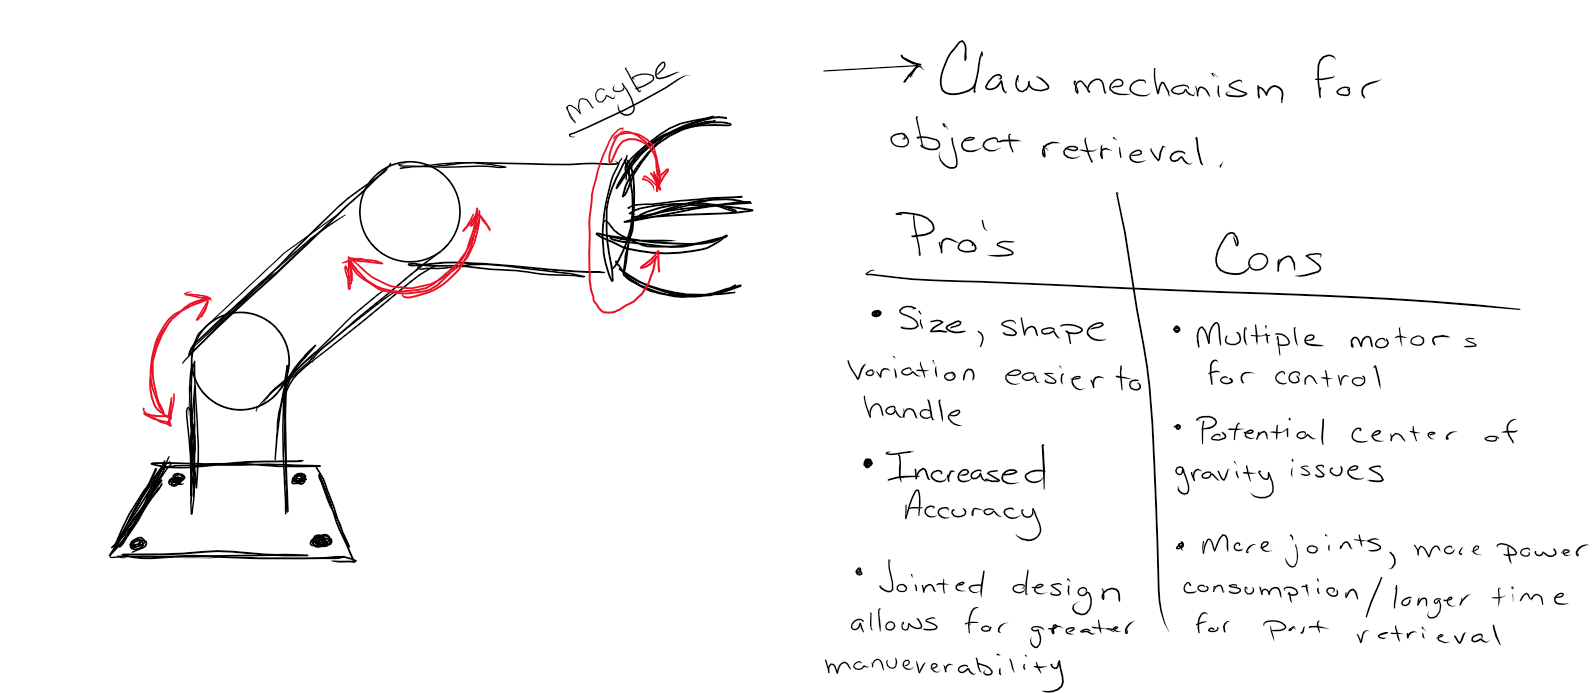 maybe
→ Claw mechanism for
object retrieval.
Pro's
• Size, shape
variation easier to
handle
• Increased
Accuracy
• Jointed design
allows for greater
manueverability
Cons
• Multiple motors
for control
• Potential center of
gravity issues
• More joints, more power
consumption/longer time
for part retrieval